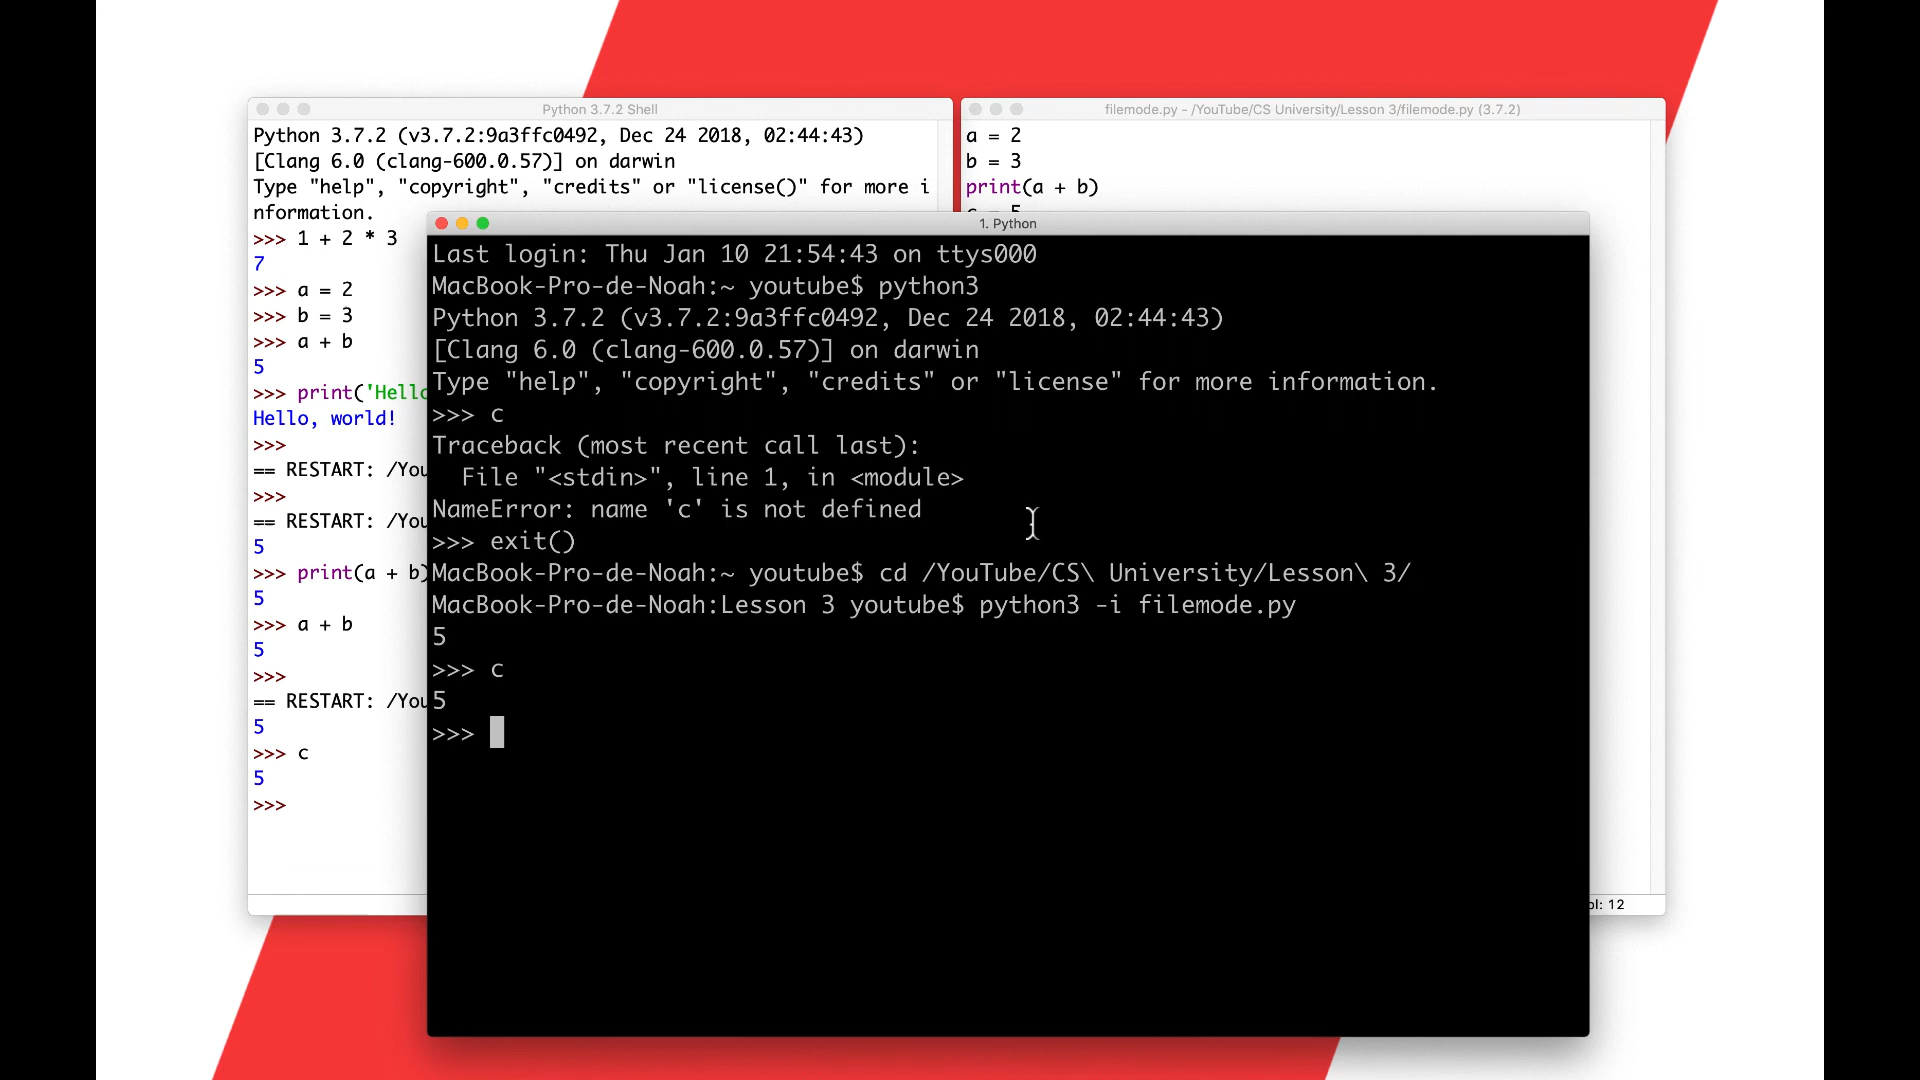 Python 3.7.2 Shell
Python 3.7.2 (v3.7.2:9a3ffc0492, Dec 24 2018, 02:44:43)
[Clang 6.0 (clang-600.0.57)] on darwin
Type "help", "copyright", "credits" or "license()" for more i
nformation.
>>> 1 + 2 * 3
7
>>> a = 2
>>> b = 3
>>> a + b
5
>>> print('Hello
Hello, world!
>>>
== RESTART: /You
>>>
== RESTART: /You
5
>>> print(a + b)
5
>>> a + b
5
>>>
== RESTART: /You
5
>>> c
5
>>>
filemode.py - /YouTube/CS University/Lesson 3/filemode.py (3.7.2)
a = 2
b = 3
print(a + b)
c = 5
ol: 12
1. Python
Last login: Thu Jan 10 21:54:43 on ttys000
MacBook-Pro-de-Noah:~ youtube$ python3
Python 3.7.2 (v3.7.2:9a3ffc0492, Dec 24 2018, 02:44:43)
[Clang 6.0 (clang-600.0.57)] on darwin
Type "help", "copyright", "credits" or "license" for more information.
>>> c
Traceback (most recent call last):
  File "<stdin>", line 1, in <module>
NameError: name 'c' is not defined
>>> exit()
MacBook-Pro-de-Noah:~ youtube$ cd /YouTube/CS\ University/Lesson\ 3/
MacBook-Pro-de-Noah:Lesson 3 youtube$ python3 -i filemode.py
5
>>> c
5
>>>